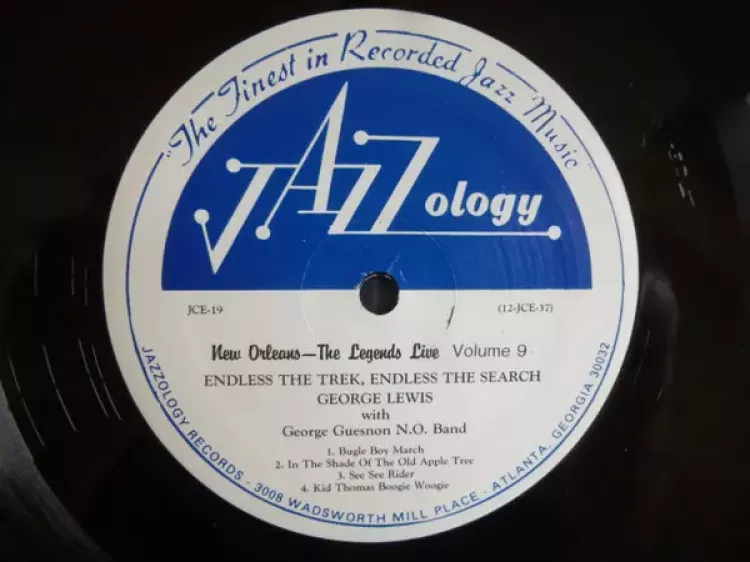 "The Finest in Recorded Jazz Music"
JAZZology
JCE-19
(12-JCE-37)
New Orleans—The Legends Live Volume 9
ENDLESS THE TREK, ENDLESS THE SEARCH
GEORGE LEWIS
with
George Guesnon N.O. Band
1. Bugle Boy March
2. In The Shade Of The Old Apple Tree
3. See See Rider
4. Kid Thomas Boogie Woogie
JAZZOLOGY RECORDS - 3008 WADSWORTH MILL PLACE - ATLANTA, GEORGIA 30032